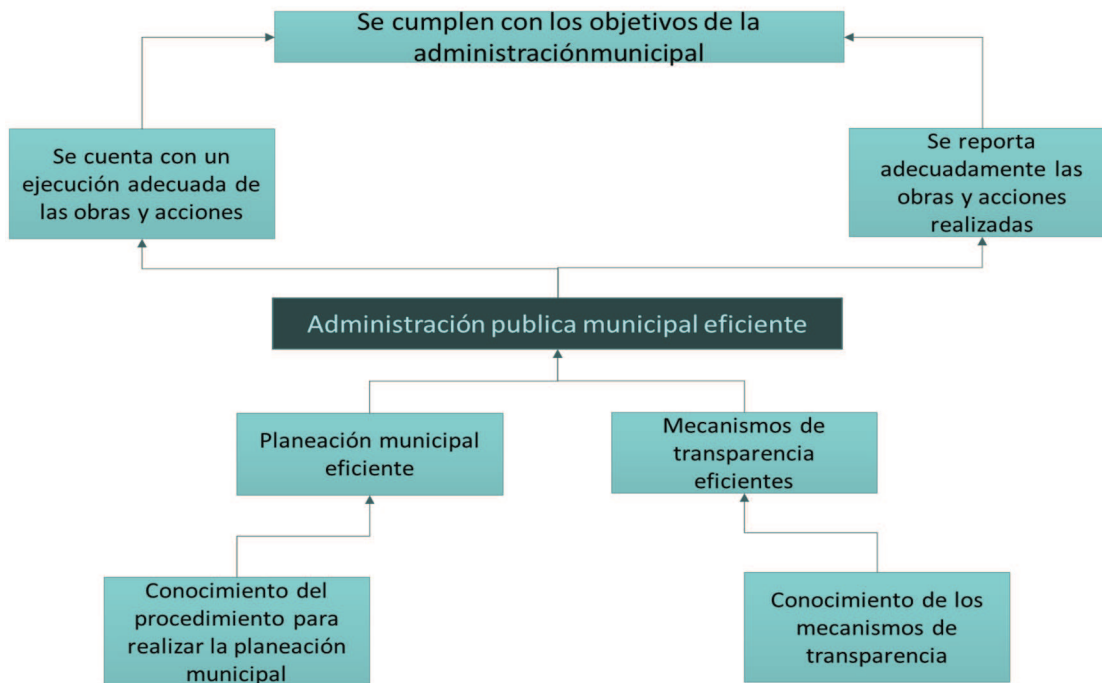 Se cumplen con los objetivos de la
administraciónmunicipal
Se cuenta con un
ejecución adecuada de
las obras y acciones
Se reporta
adecuadamente las
obras y acciones
realizadas
Administración publica municipal eficiente
Planeación municipal
eficiente
Mecanismos de
transparencia
eficientes
Conocimiento del
procedimiento para
realizar la planeación
municipal
Conocimiento de los
mecanismos de
transparencia